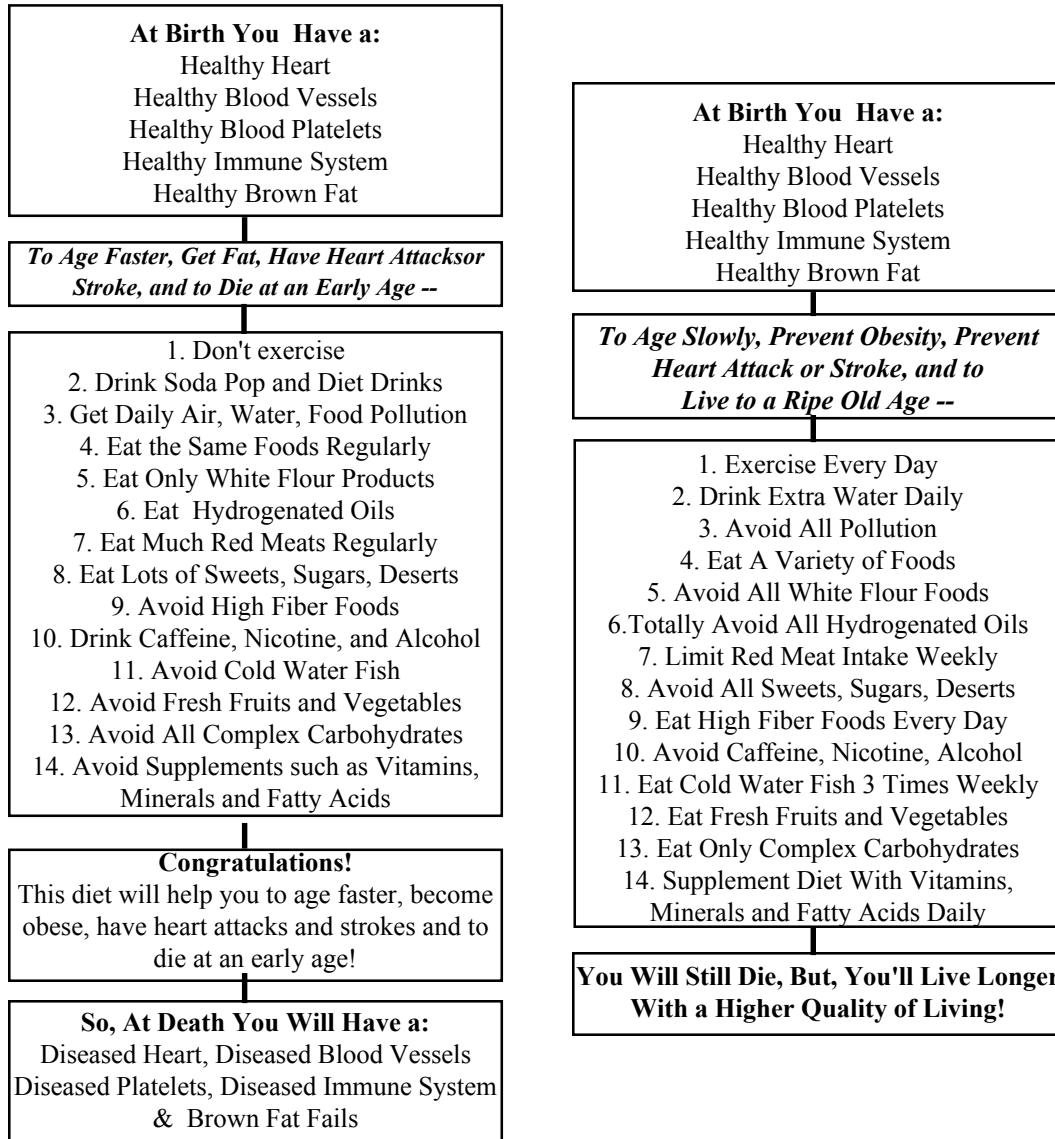 At Birth You  Have a:
Healthy Heart
Healthy Blood Vessels
Healthy Blood Platelets
Healthy Immune System
Healthy Brown Fat
To Age Faster, Get Fat, Have Heart Attacksor
Stroke, and to Die at an Early Age --
1. Don't exercise
2. Drink Soda Pop and Diet Drinks
3. Get Daily Air, Water, Food Pollution
4. Eat the Same Foods Regularly
5. Eat Only White Flour Products
6. Eat  Hydrogenated Oils
7. Eat Much Red Meats Regularly
8. Eat Lots of Sweets, Sugars, Deserts
9. Avoid High Fiber Foods
10. Drink Caffeine, Nicotine, and Alcohol
11. Avoid Cold Water Fish
12. Avoid Fresh Fruits and Vegetables
13. Avoid All Complex Carbohydrates
14. Avoid Supplements such as Vitamins,
Minerals and Fatty Acids
Congratulations!
This diet will help you to age faster, become
obese, have heart attacks and strokes and to
die at an early age!
So, At Death You Will Have a:
Diseased Heart, Diseased Blood Vessels
Diseased Platelets, Diseased Immune System
&  Brown Fat Fails
At Birth You  Have a:
Healthy Heart
Healthy Blood Vessels
Healthy Blood Platelets
Healthy Immune System
Healthy Brown Fat
To Age Slowly, Prevent Obesity, Prevent
Heart Attack or Stroke, and to
Live to a Ripe Old Age --
1. Exercise Every Day
2. Drink Extra Water Daily
3. Avoid All Pollution
4. Eat A Variety of Foods
5. Avoid All White Flour Foods
6.Totally Avoid All Hydrogenated Oils
7. Limit Red Meat Intake Weekly
8. Avoid All Sweets, Sugars, Deserts
9. Eat High Fiber Foods Every Day
10. Avoid Caffeine, Nicotine, Alcohol
11. Eat Cold Water Fish 3 Times Weekly
12. Eat Fresh Fruits and Vegetables
13. Eat Only Complex Carbohydrates
14. Supplement Diet With Vitamins,
Minerals and Fatty Acids Daily
You Will Still Die, But, You'll Live Longer
With a Higher Quality of Living!